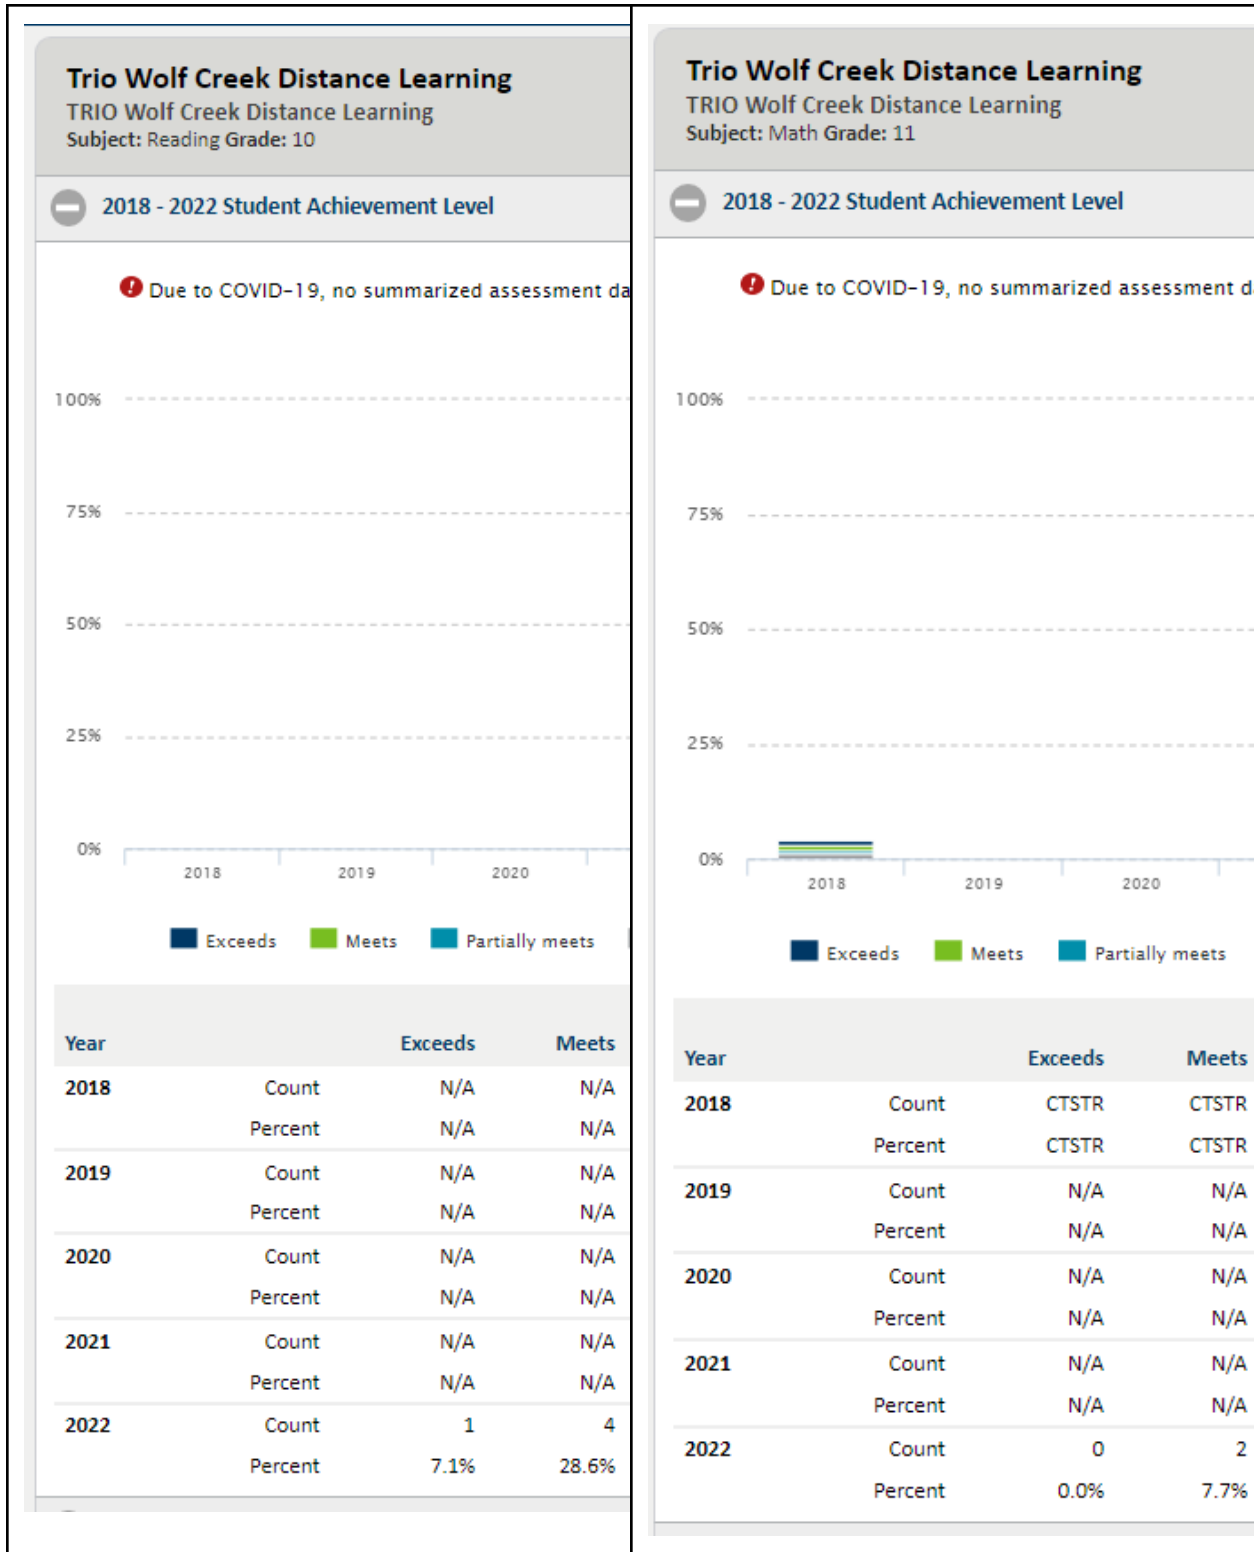 Trio Wolf Creek Distance Learning
TRIO Wolf Creek Distance Learning
Subject: Reading Grade: 10
2018 - 2022 Student Achievement Level
Due to COVID-19, no summarized assessment da
100%
75%
50%
25%
0%
2018 2019 2020
Exceeds Meets Partially meets
Year Exceeds Meets
2018 Count N/A N/A
Percent N/A N/A
2019 Count N/A N/A
Percent N/A N/A
2020 Count N/A N/A
Percent N/A N/A
2021 Count N/A N/A
Percent N/A N/A
2022 Count 1 4
Percent 7.1% 28.6%
Trio Wolf Creek Distance Learning
TRIO Wolf Creek Distance Learning
Subject: Math Grade: 11
2018 - 2022 Student Achievement Level
Due to COVID-19, no summarized assessment d
100%
75%
50%
25%
0%
2018 2019 2020
Exceeds Meets Partially meets
Year Exceeds Meets
2018 Count CTSTR CTSTR
Percent CTSTR CTSTR
2019 Count N/A N/A
Percent N/A N/A
2020 Count N/A N/A
Percent N/A N/A
2021 Count N/A N/A
Percent N/A N/A
2022 Count 0 2
Percent 0.0% 7.7%